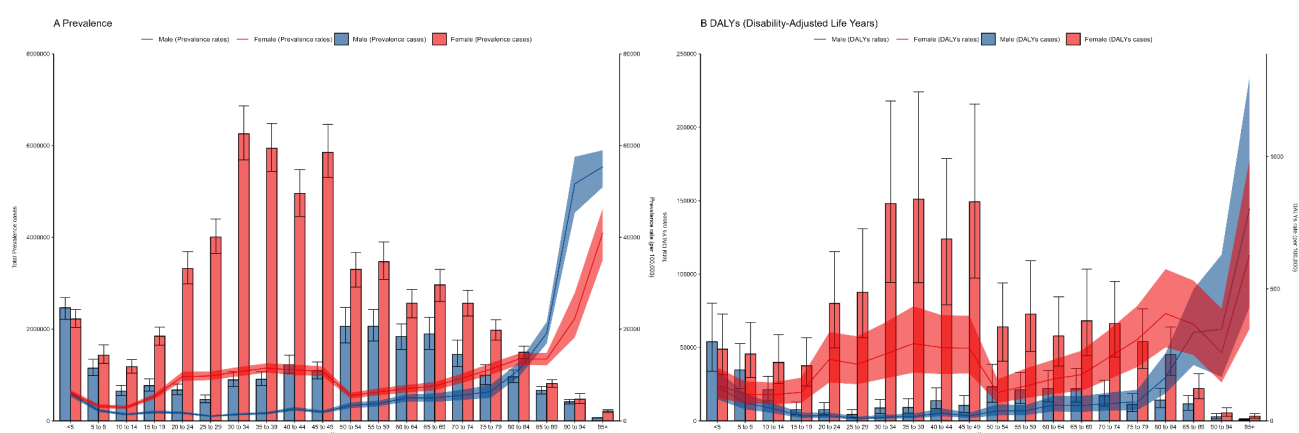 A Prevalence
Male (Prevalence rates) Female (Prevalence rates) Male (Prevalence cases) Female (Prevalence cases)
8000000
6000000
4000000
2000000
0
Total Prevalence cases
80000
60000
40000
20000
0
Prevalence rate (per 100,000)
<5 5 to 9 10 to 14 15 to 19 20 to 24 25 to 29 30 to 34 35 to 39 40 to 44 45 to 49 50 to 54 55 to 59 60 to 64 65 to 69 70 to 74 75 to 79 80 to 84 85 to 89 90 to 94 95+
B DALYs (Disability-Adjusted Life Years)
Male (DALYs rates) Female (DALYs rates) Male (DALYs cases) Female (DALYs cases)
250000
200000
150000
100000
50000
0
Total DALYs cases
1000
500
0
DALYs rate (per 100,000)
<5 5 to 9 10 to 14 15 to 19 20 to 24 25 to 29 30 to 34 35 to 39 40 to 44 45 to 49 50 to 54 55 to 59 60 to 64 65 to 69 70 to 74 75 to 79 80 to 84 85 to 89 90 to 94 95+